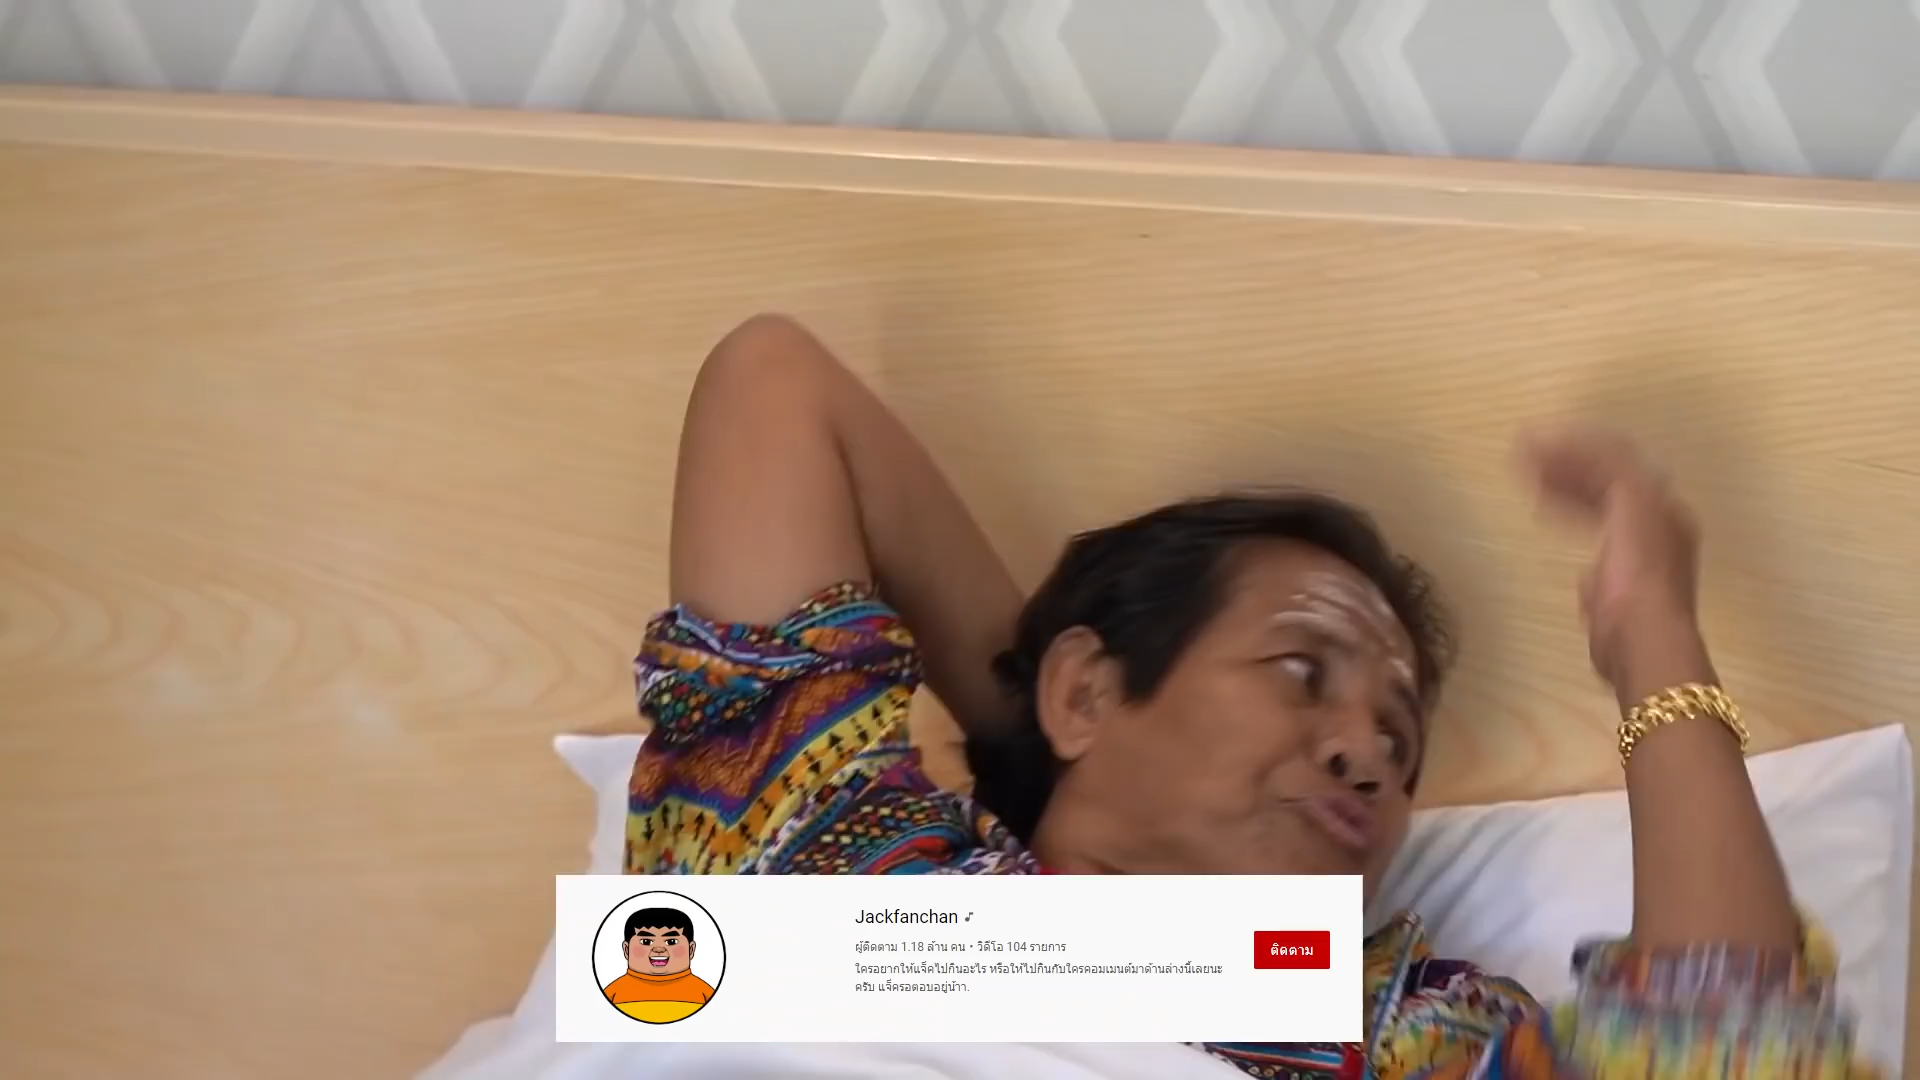 Jackfanchan
ผู้ติดตาม 1.18 ล้าน คน • วิดีโอ 104 รายการ
ใครอยากให้แจ็คไปกินอะไร หรือให้ไปกินกับใครคอมเมนต์มาด้านล่างนี้เลยนะ
ครับ แจ็ครอตอบอยู่น้าา.
ติดตาม